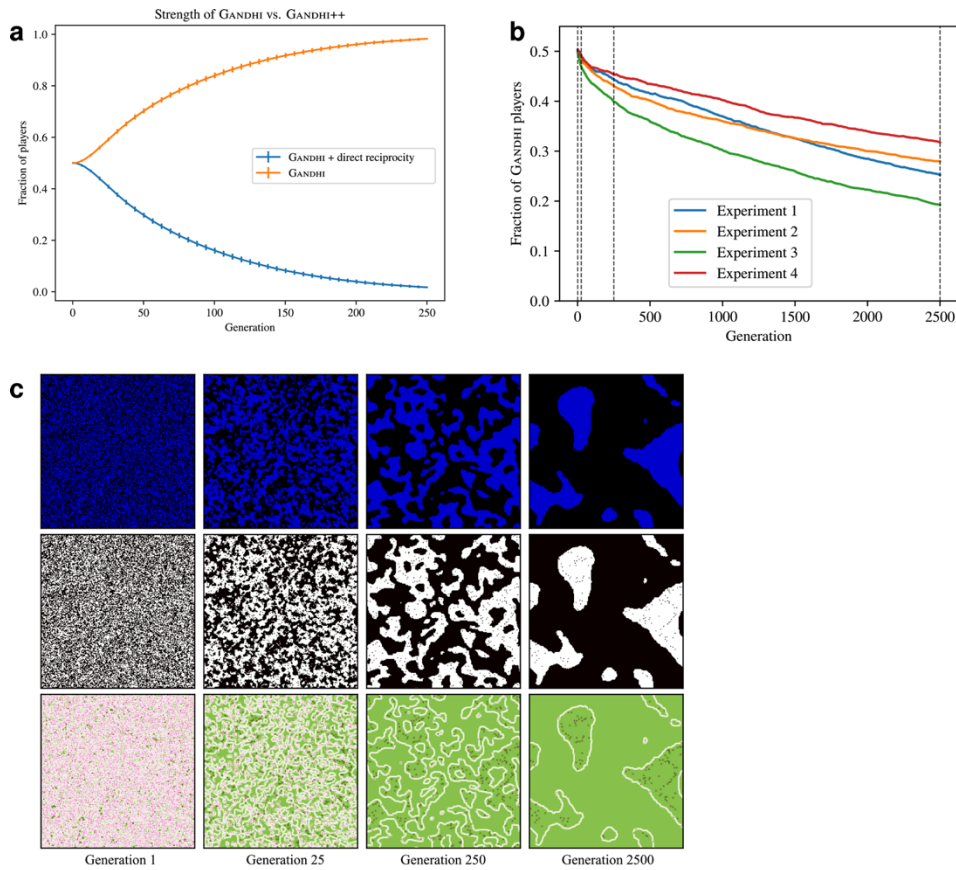 a
Strength of GANDHI vs. GANDHI++
1.0
0.8
0.6
0.4
0.2
0.0
Fraction of players
GANDHI + direct reciprocity
GANDHI
0 50 100 150 200 250
Generation
b
0.5
0.4
0.3
0.2
0.1
0.0
Fraction of GANDHI players
Experiment 1
Experiment 2
Experiment 3
Experiment 4
0 500 1000 1500 2000 2500
Generation
c
Generation 1 Generation 25 Generation 250 Generation 2500